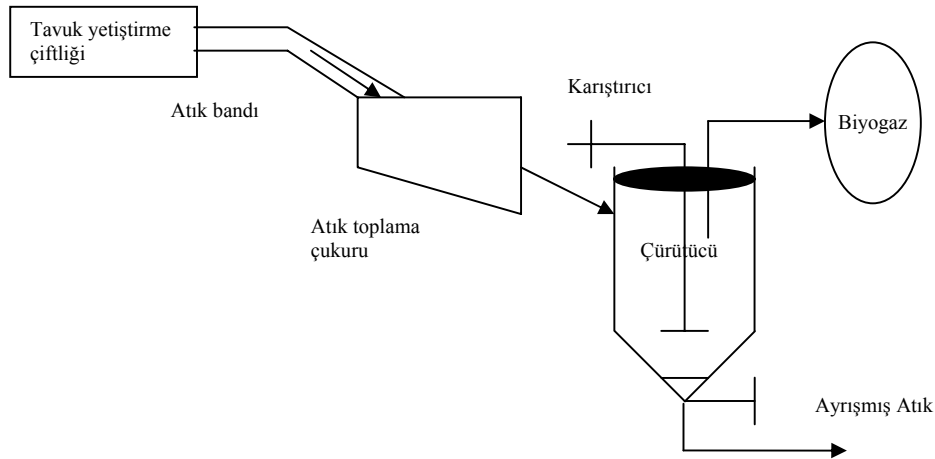 Tavuk yetiştirme
çiftliği
Atık bandı
Atık toplama
çukuru
Karıştırıcı
Biyogaz
Çürütücü
Ayrışmış Atık